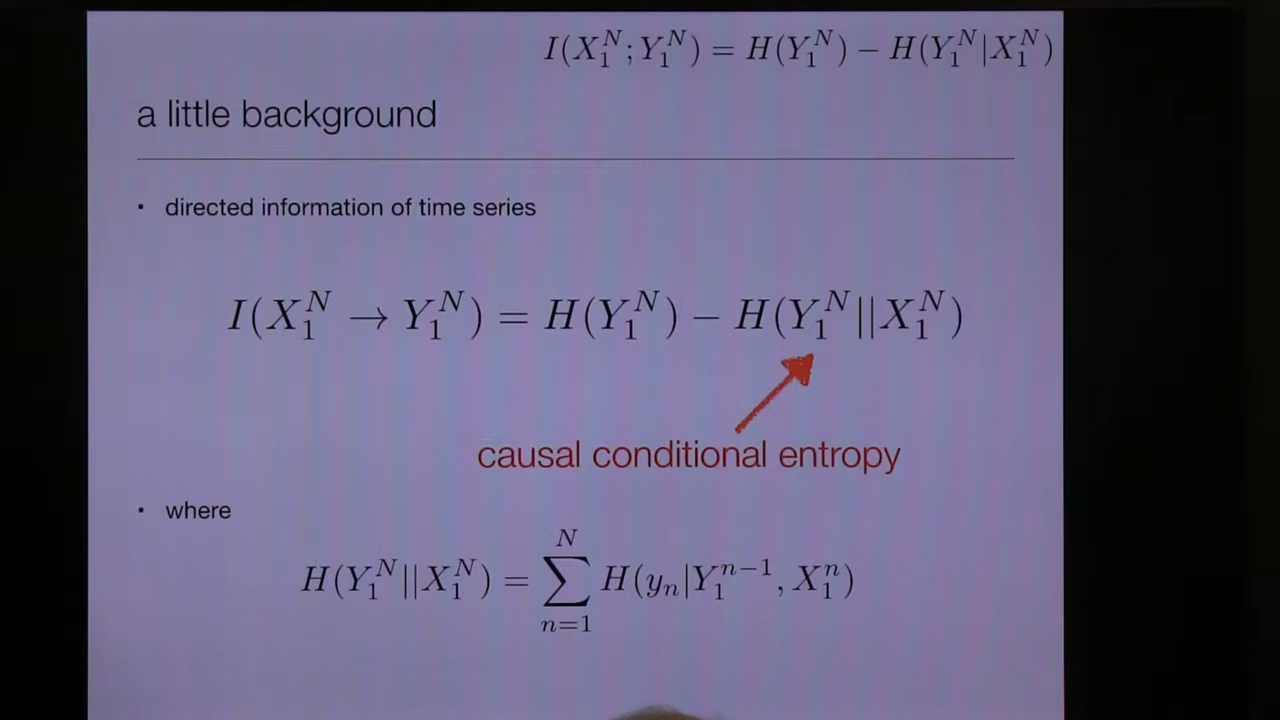 I(X_1^N; Y_1^N) = H(Y_1^N) − H(Y_1^N|X_1^N)
a little background
• directed information of time series
I(X_1^N → Y_1^N) = H(Y_1^N) − H(Y_1^N||X_1^N)
causal conditional entropy
• where
H(Y_1^N||X_1^N) = ∑_{n=1}^{N} H(y_n|Y_1^{n−1}, X_1^n)